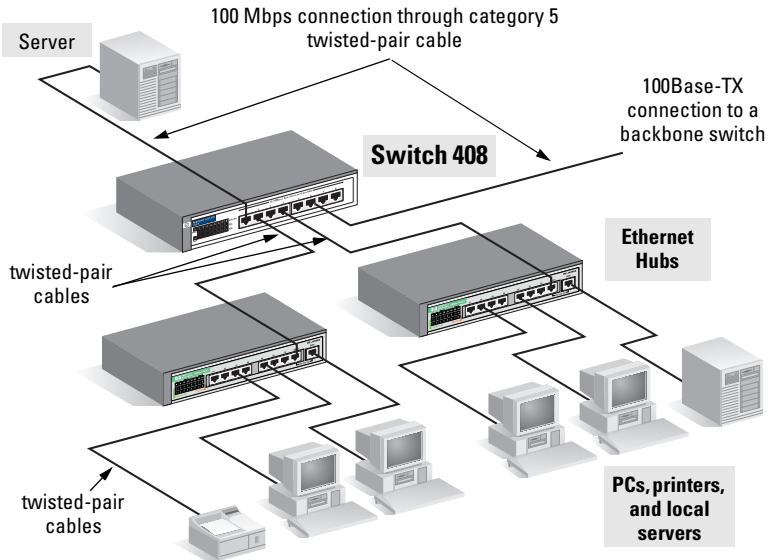 100 Mbps connection through category 5
twisted-pair cable
Server
100Base-TX
connection to a
backbone switch
Switch 408
Ethernet
Hubs
twisted-pair
cables
twisted-pair
cables
PCs, printers,
and local
servers